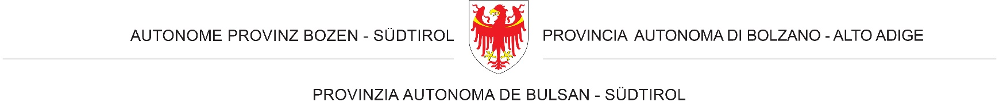 AUTONOME PROVINZ BOZEN - SÜDTIROL
PROVINCIA AUTONOMA DI BOLZANO - ALTO ADIGE
PROVINZIA AUTONOMA DE BULSAN - SÜDTIROL